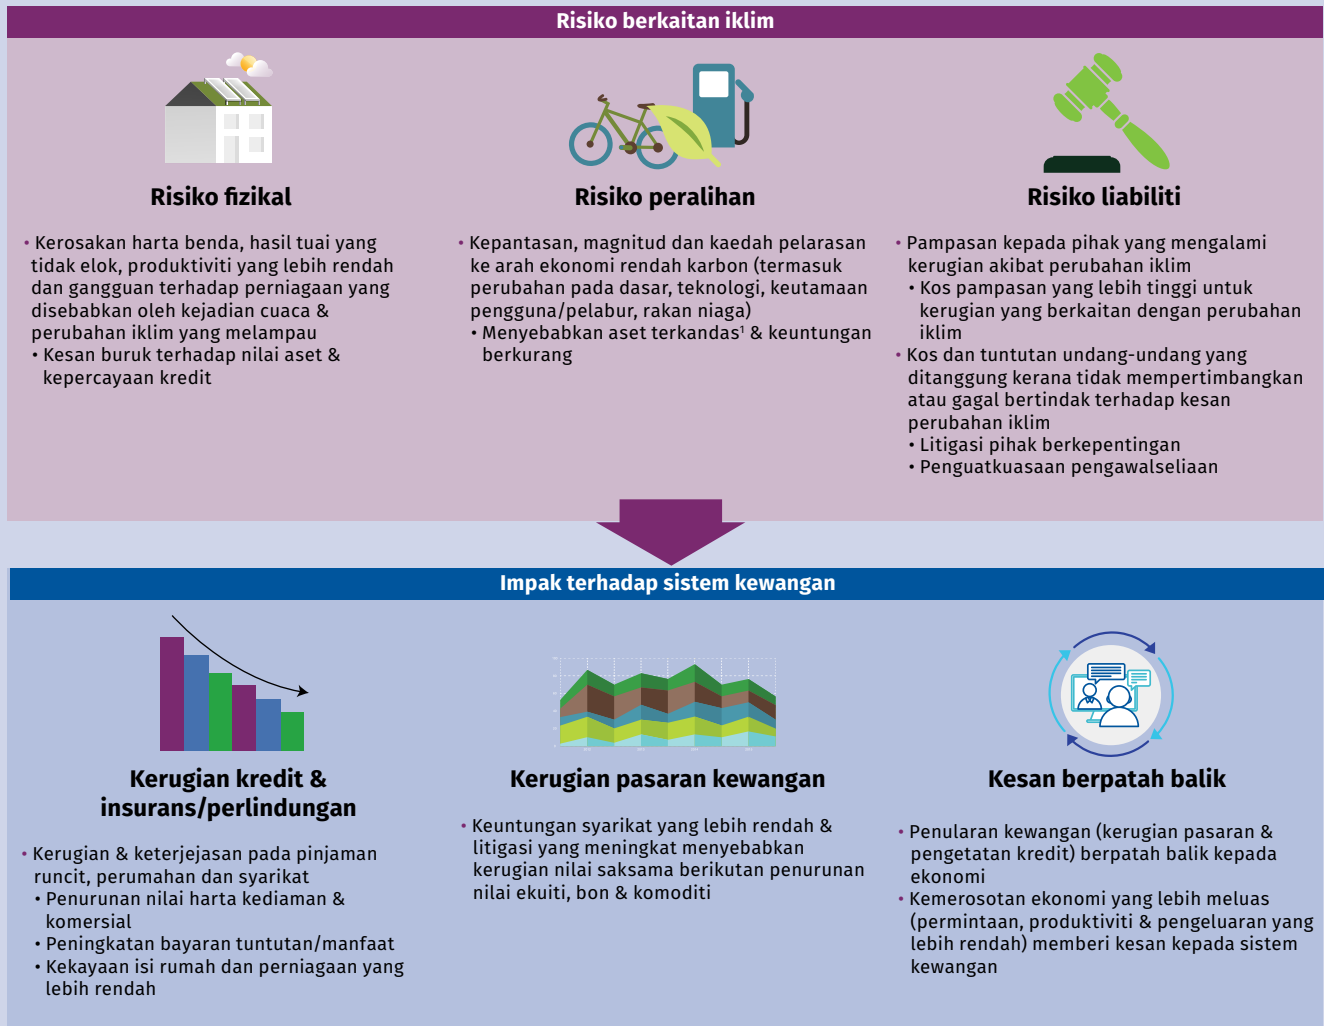 Risiko berkaitan iklim
Risiko fizikal
• Kerosakan harta benda, hasil tuai yang
tidak elok, produktiviti yang lebih rendah
dan gangguan terhadap perniagaan yang
disebabkan oleh kejadian cuaca &
perubahan iklim yang melampau
• Kesan buruk terhadap nilai aset &
kepercayaan kredit
Risiko peralihan
• Kepantasan, magnitud dan kaedah pelarasan
ke arah ekonomi rendah karbon (termasuk
perubahan pada dasar, teknologi, keutamaan
pengguna/pelabur, rakan niaga)
• Menyebabkan aset terkandas¹ & keuntungan
berkurang
Risiko liabiliti
• Pampasan kepada pihak yang mengalami
kerugian akibat perubahan iklim
• Kos pampasan yang lebih tinggi untuk
kerugian yang berkaitan dengan perubahan
iklim
• Kos dan tuntutan undang-undang yang
ditanggung kerana tidak mempertimbangkan
atau gagal bertindak terhadap kesan
perubahan iklim
• Litigasi pihak berkepentingan
• Penguatkuasaan pengawalseliaan
Impak terhadap sistem kewangan
Kerugian kredit &
insurans/perlindungan
• Kerugian & keterjejasan pada pinjaman
runcit, perumahan dan syarikat
• Penurunan nilai harta kediaman &
komersial
• Peningkatan bayaran tuntutan/manfaat
• Kekayaan isi rumah dan perniagaan yang
lebih rendah
Kerugian pasaran kewangan
• Keuntungan syarikat yang lebih rendah &
litigasi yang meningkat menyebabkan
kerugian nilai saksama berikutan penurunan
nilai ekuiti, bon & komoditi
Kesan berpatah balik
• Penularan kewangan (kerugian pasaran &
pengetatan kredit) berpatah balik kepada
ekonomi
• Kemerosotan ekonomi yang lebih meluas
(permintaan, produktiviti & pengeluaran yang
lebih rendah) memberi kesan kepada sistem
kewangan